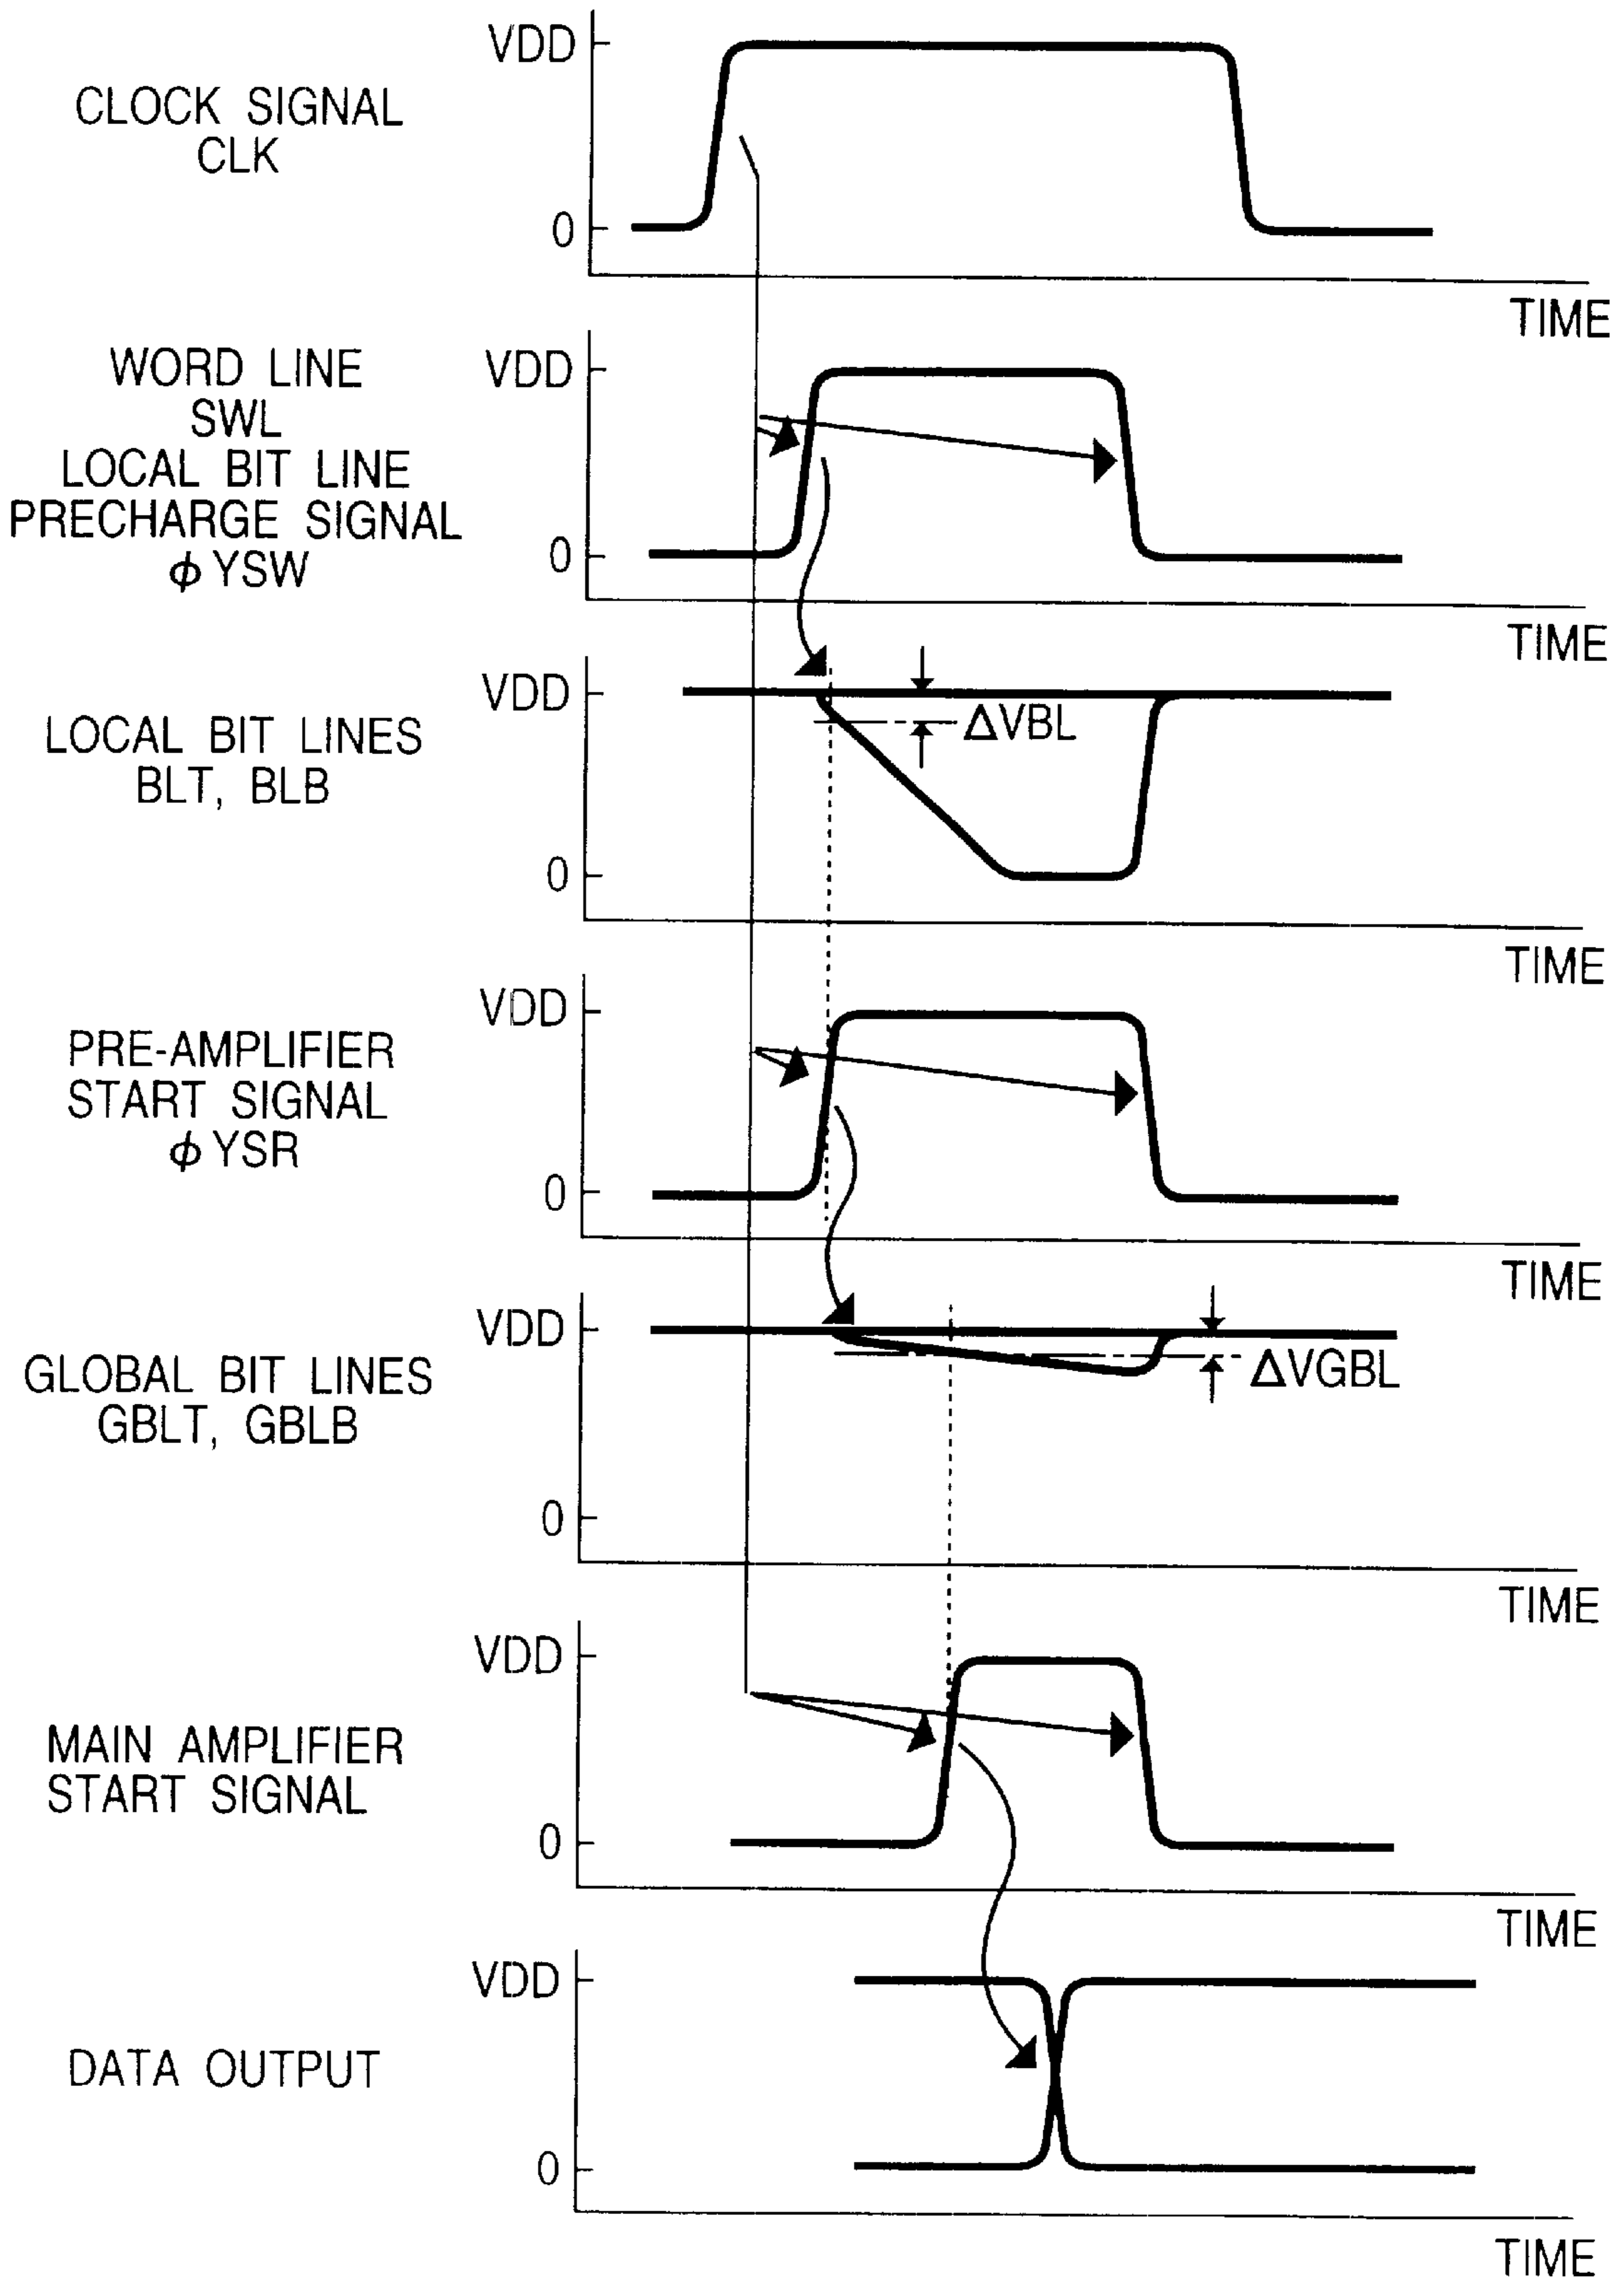 VDD
CLOCK SIGNAL
CLK
0
TIME
WORD LINE
VDD
SWL
LOCAL BIT LINE
PRECHARGE SIGNAL
0
ϕ YSW
TIME
VDD
ΔVBL
LOCAL BIT LINES
BLT, BLB
0
TIME
VDD
PRE-AMPLIFIER
START SIGNAL
ϕ YSR
0
TIME
VDD
GLOBAL BIT LINES
ΔVGBL
GBLT, GBLB
0
TIME
VDD
MAIN AMPLIFIER
START SIGNAL
0
TIME
VDD
DATA OUTPUT
0
TIME